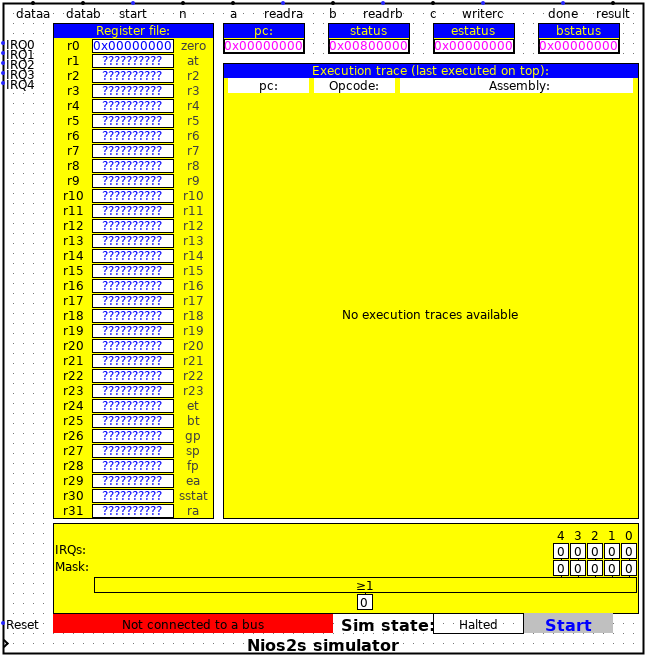 dataa datab start n a readra b readrb c writerc done result
Register file: pc: status estatus bstatus
IRQ0 r0 0x00000000 zero 0x00000000 0x00800000 0x00000000 0x00000000
IRQ1
IRQ2 r1 ?????????? at Execution trace (last executed on top):
IRQ3 r2 ?????????? r2 pc: Opcode: Assembly:
IRQ4 r3 ?????????? r3
r4 ?????????? r4
r5 ?????????? r5
r6 ?????????? r6
r7 ?????????? r7
r8 ?????????? r8
r9 ?????????? r9
r10 ?????????? r10
r11 ?????????? r11
r12 ?????????? r12
r13 ?????????? r13
r14 ?????????? r14
r15 ?????????? r15
r16 ?????????? r16
r17 ?????????? r17
r18 ?????????? r18 No execution traces available
r19 ?????????? r19
r20 ?????????? r20
r21 ?????????? r21
r22 ?????????? r22
r23 ?????????? r23
r24 ?????????? et
r25 ?????????? bt
r26 ?????????? gp
r27 ?????????? sp
r28 ?????????? fp
r29 ?????????? ea
r30 ?????????? sstat
r31 ?????????? ra
4 3 2 1 0
IRQs: 0 0 0 0 0
Mask: 0 0 0 0 0
≥1
0
Reset Not connected to a bus Sim state: Halted Start
Nios2s simulator